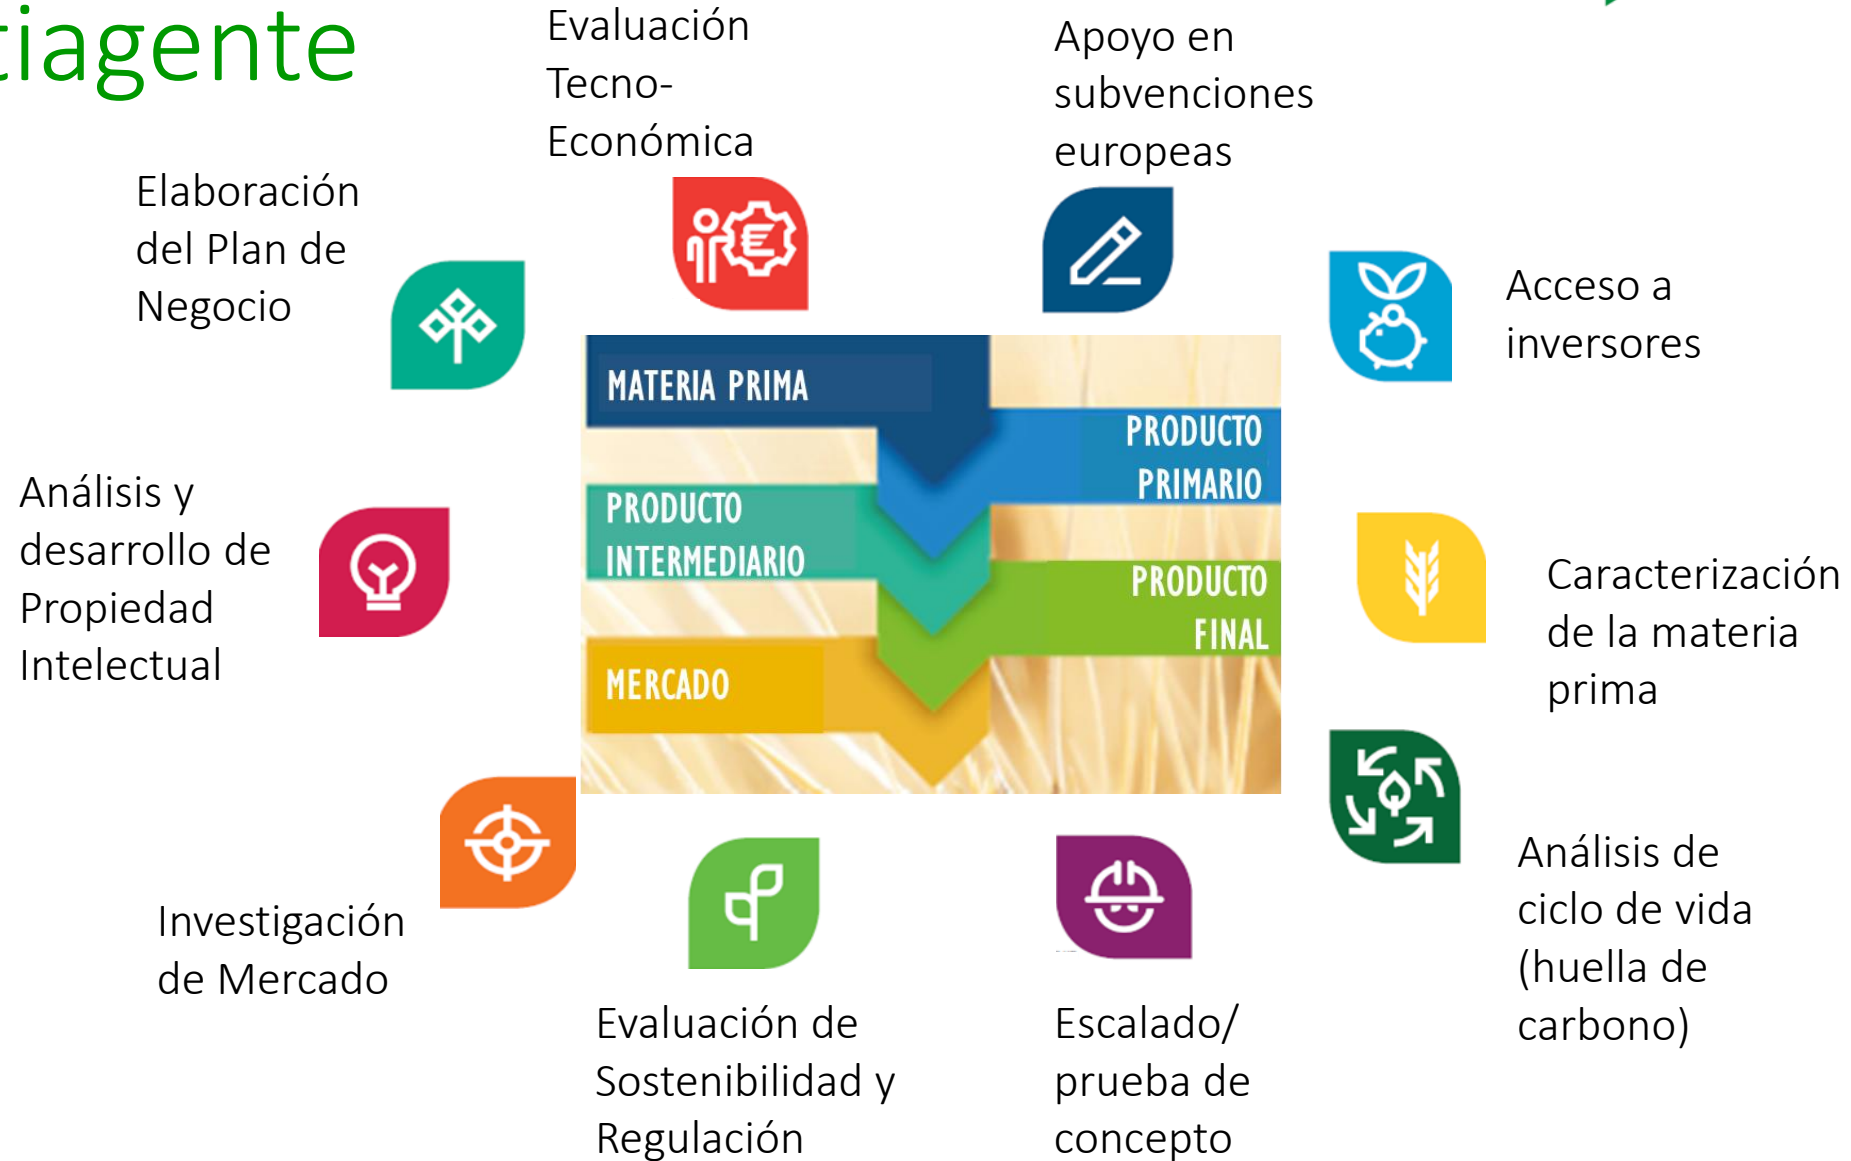 tiagente
Evaluación
Tecno-
Económica
Apoyo en
subvenciones
europeas
Elaboración
del Plan de
Negocio
Acceso a
inversores
MATERIA PRIMA
PRODUCTO
PRIMARIO
PRODUCTO
INTERMEDIARIO
PRODUCTO
FINAL
MERCADO
Análisis y
desarrollo de
Propiedad
Intelectual
Caracterización
de la materia
prima
Investigación
de Mercado
Evaluación de
Sostenibilidad y
Regulación
Escalado/
prueba de
concepto
Análisis de
ciclo de vida
(huella de
carbono)